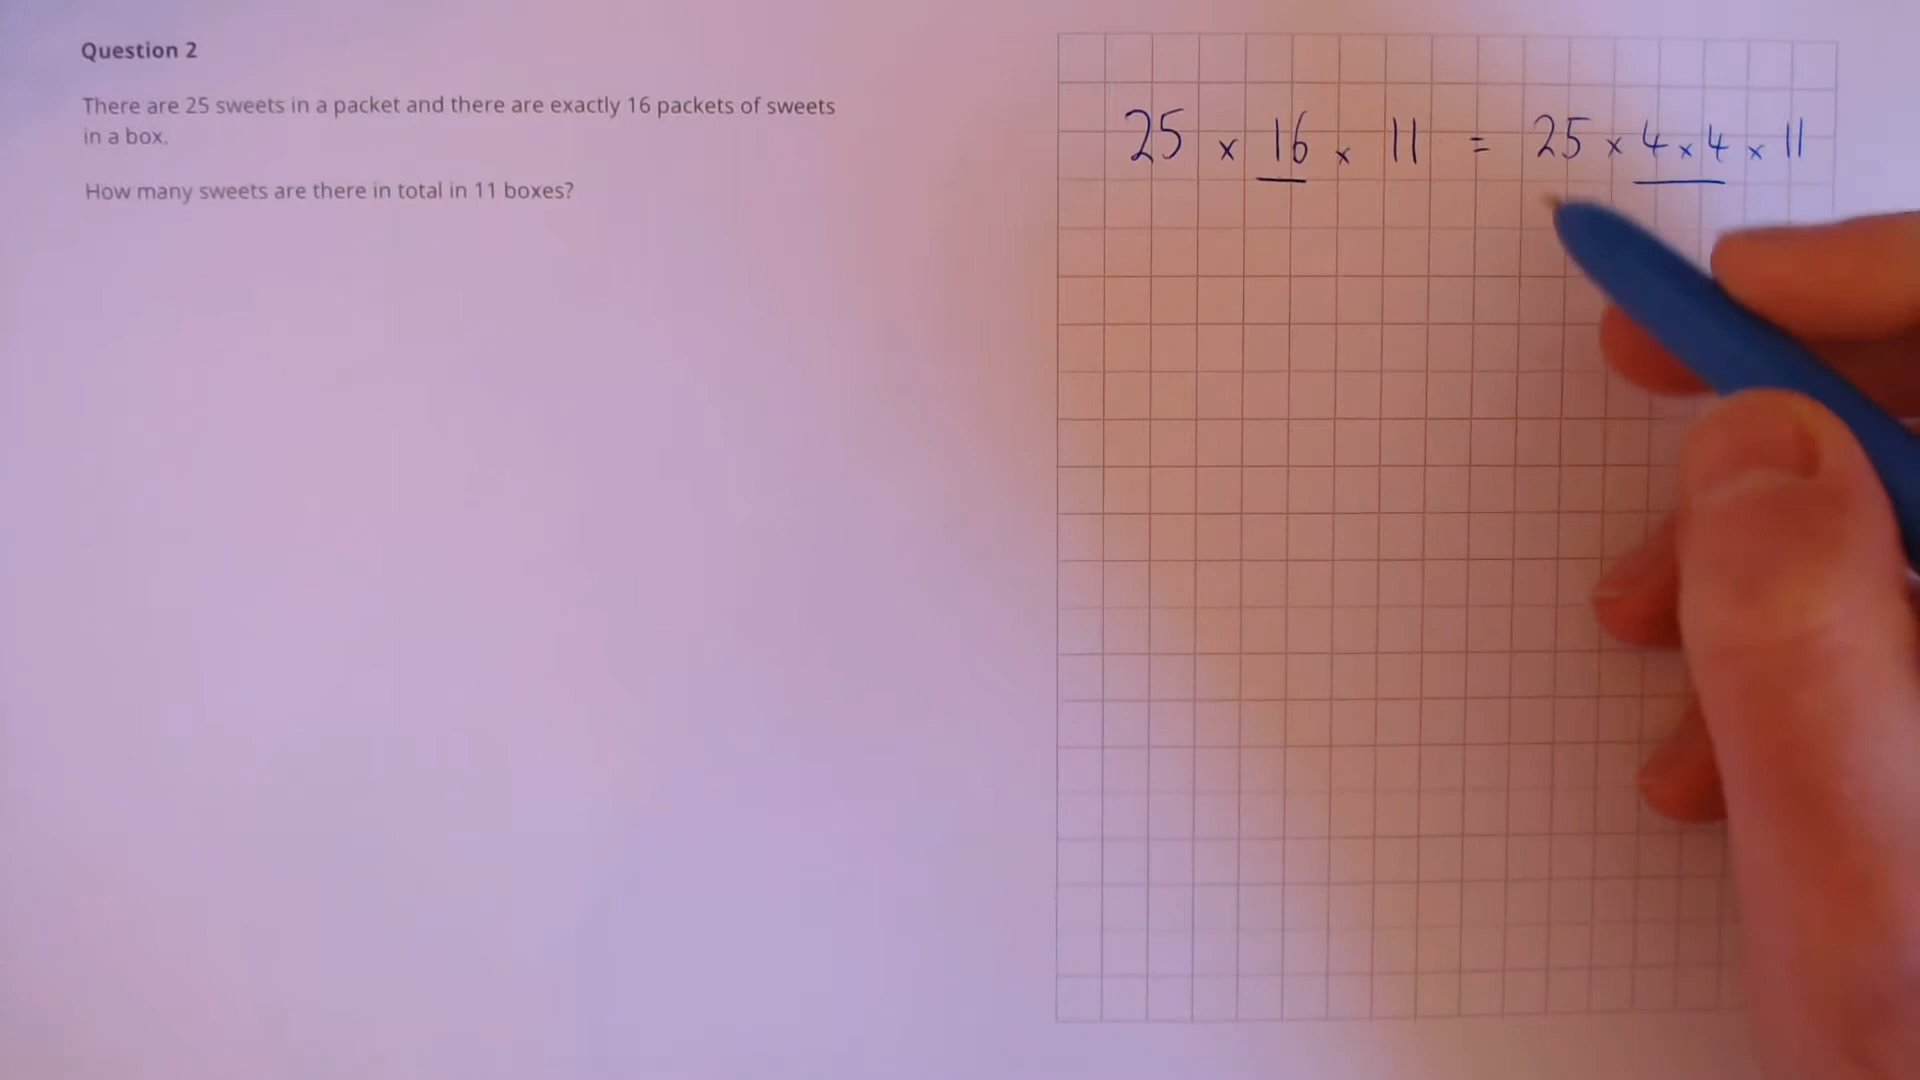 Question 2
There are 25 sweets in a packet and there are exactly 16 packets of sweets
in a box.
How many sweets are there in total in 11 boxes?
25 × 16 × 11 = 25 × 4 × 4 × 11